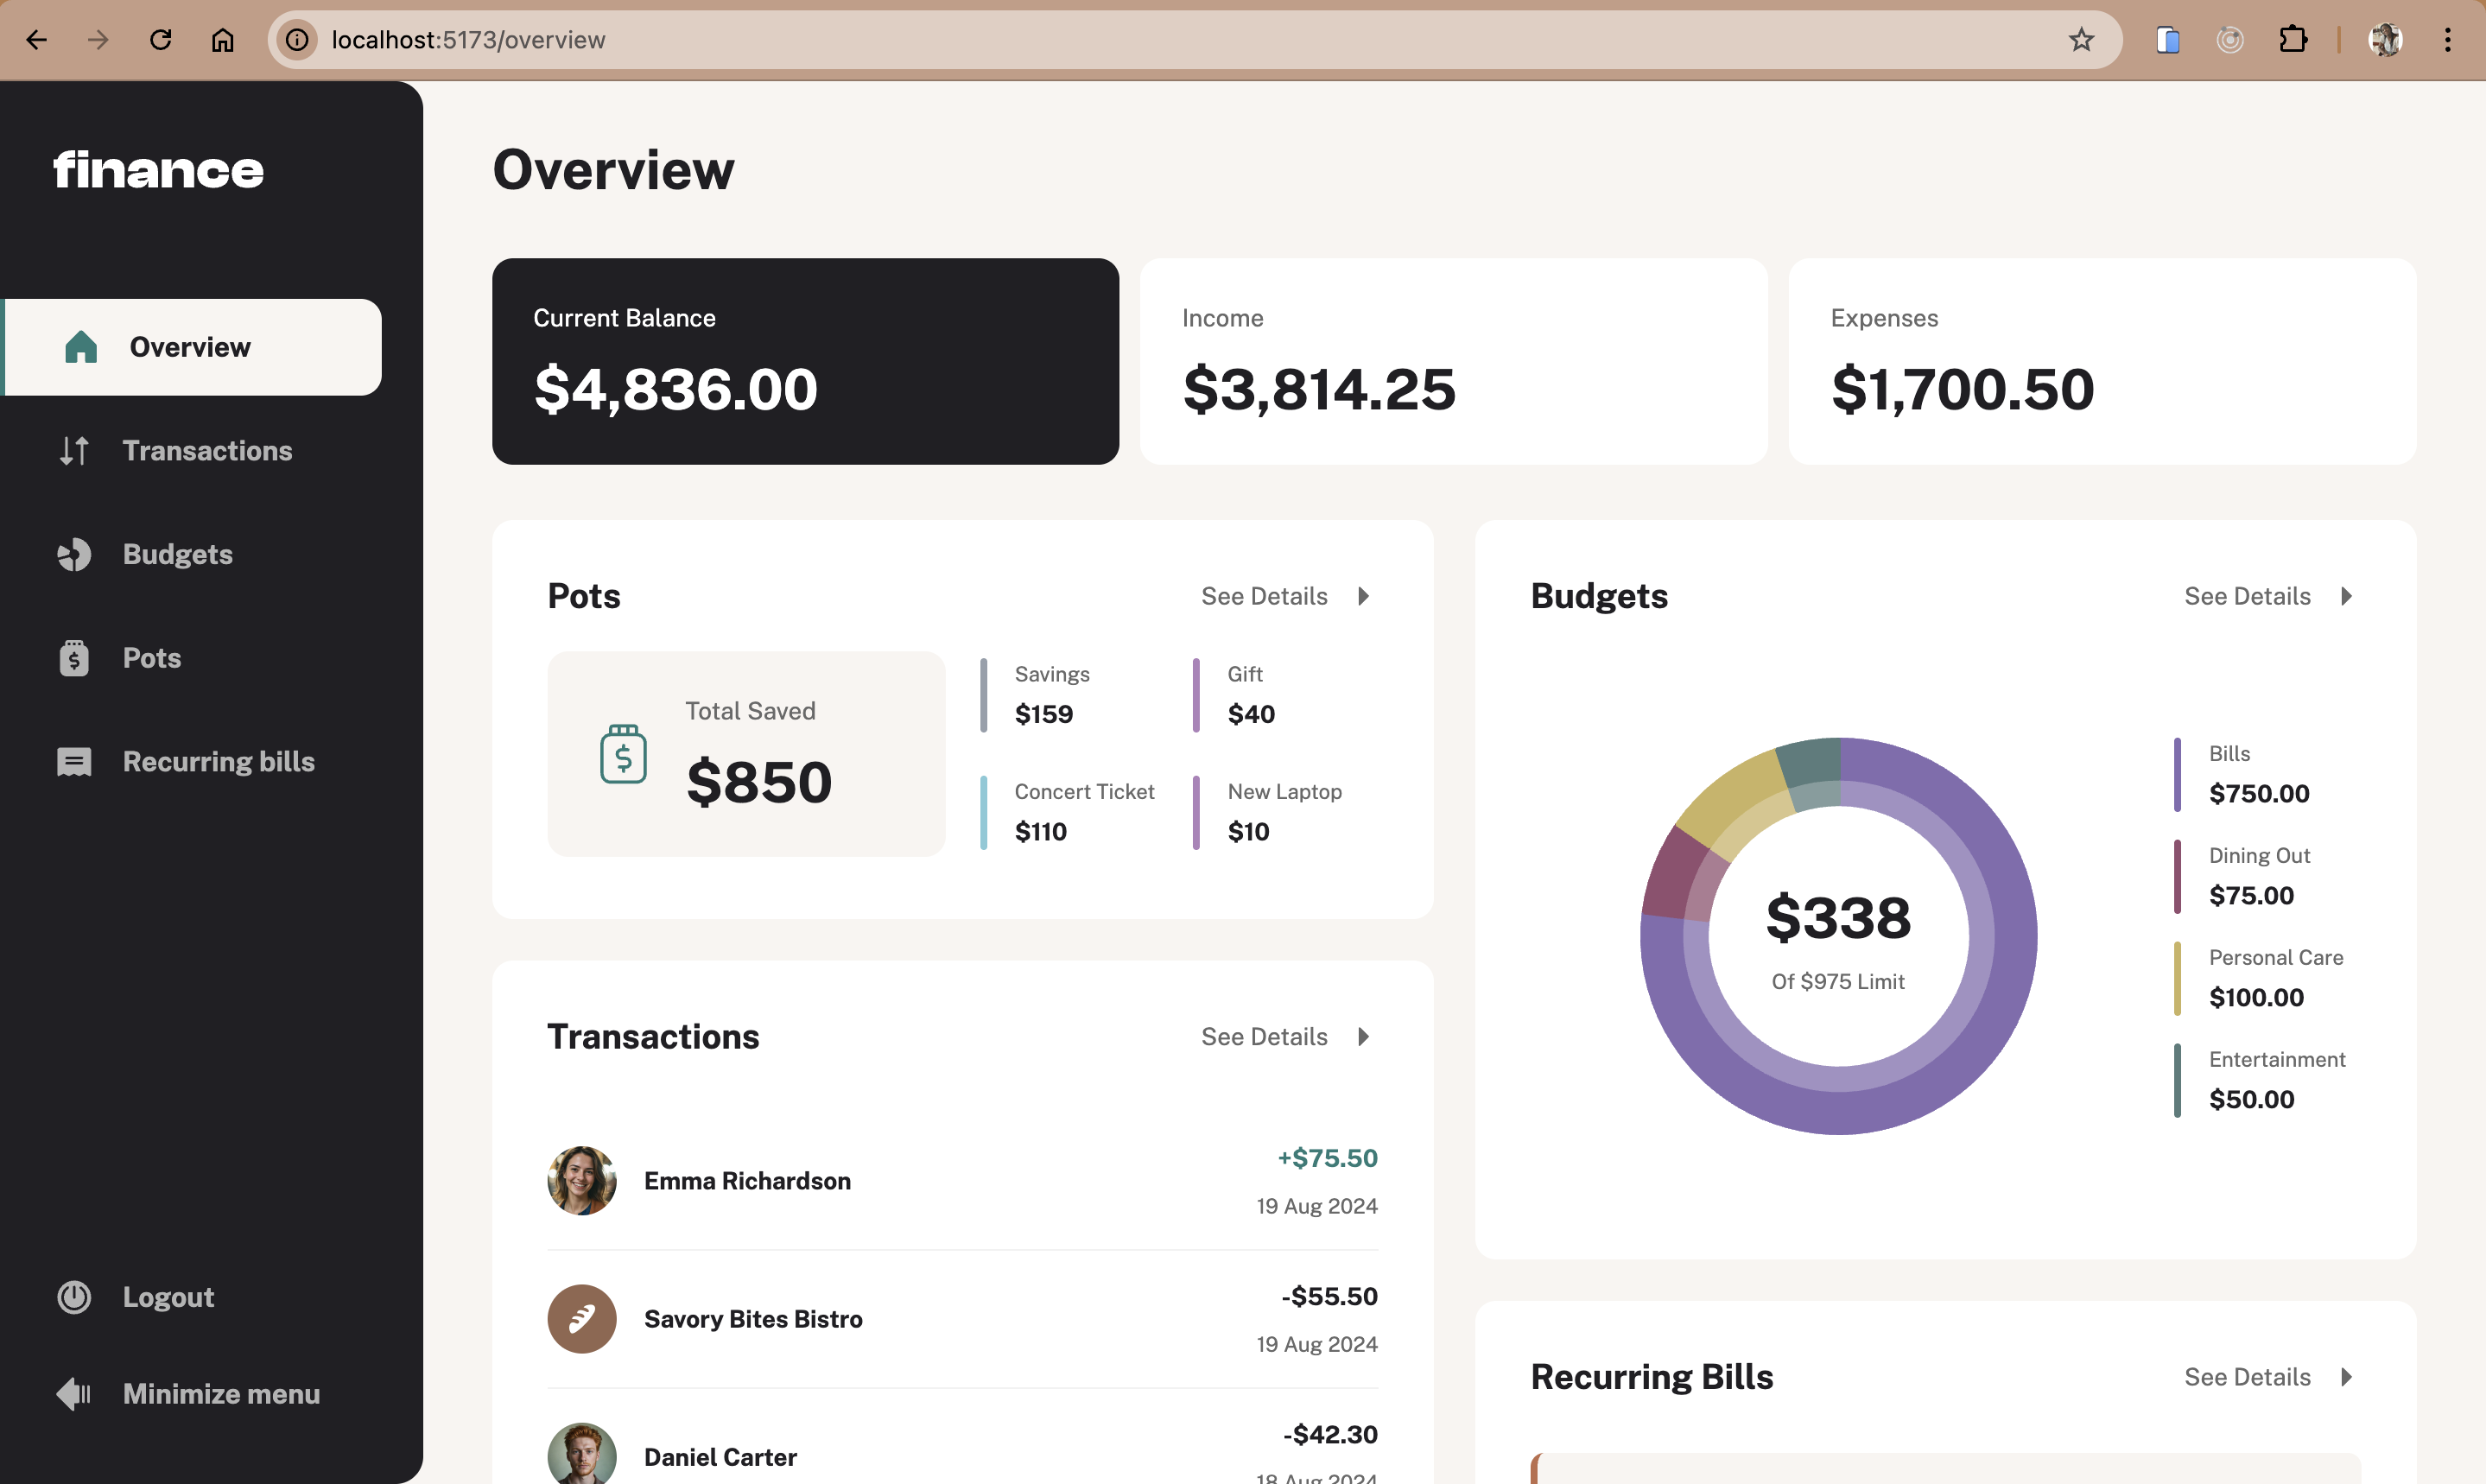 localhost:5173/overview
finance
Overview
Transactions
Budgets
Pots
Recurring bills
Logout
Minimize menu
Overview
Current Balance
$4,836.00
Income
$3,814.25
Expenses
$1,700.50
Pots
See Details
Total Saved
$850
Savings
$159
Gift
$40
Concert Ticket
$110
New Laptop
$10
Transactions
See Details
Emma Richardson
+$75.50
19 Aug 2024
Savory Bites Bistro
-$55.50
19 Aug 2024
Daniel Carter
-$42.30
18 Aug 2024
Budgets
See Details
$338
Of $975 Limit
Bills
$750.00
Dining Out
$75.00
Personal Care
$100.00
Entertainment
$50.00
Recurring Bills
See Details